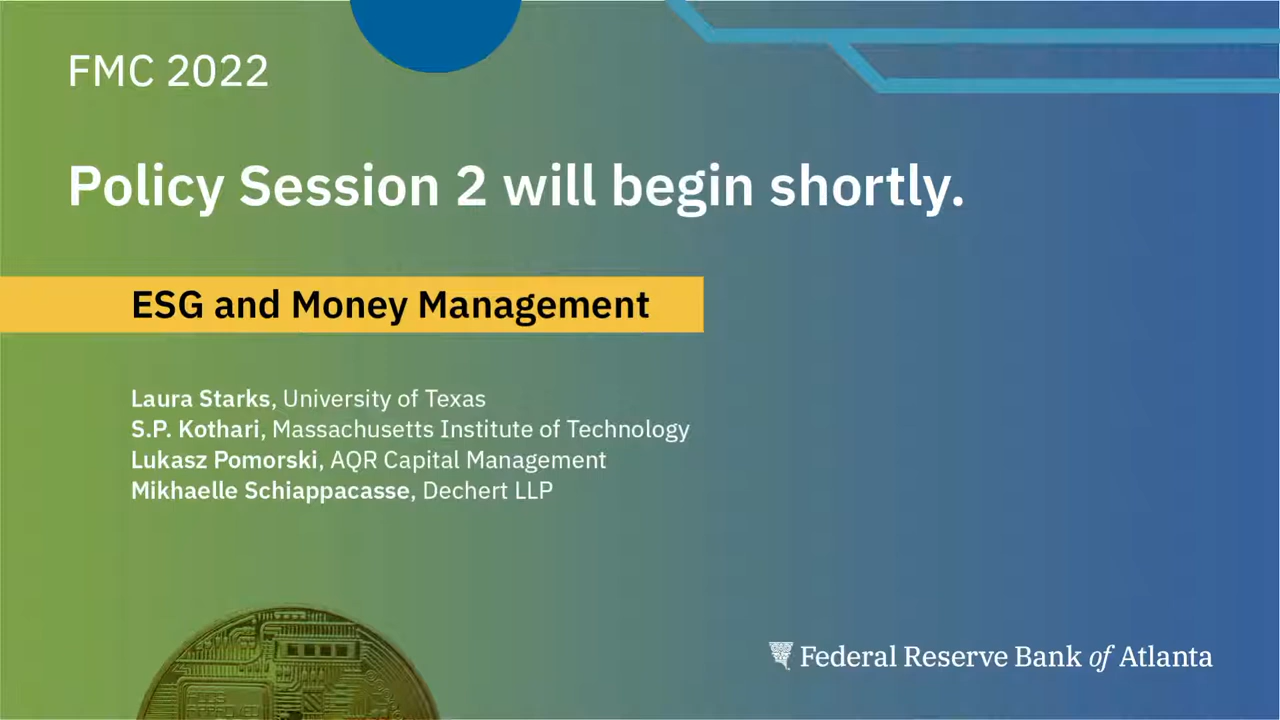 FMC 2022
Policy Session 2 will begin shortly.
ESG and Money Management
Laura Starks, University of Texas
S.P. Kothari, Massachusetts Institute of Technology
Lukasz Pomorski, AQR Capital Management
Mikhaelle Schiappacasse, Dechert LLP
Federal Reserve Bank of Atlanta